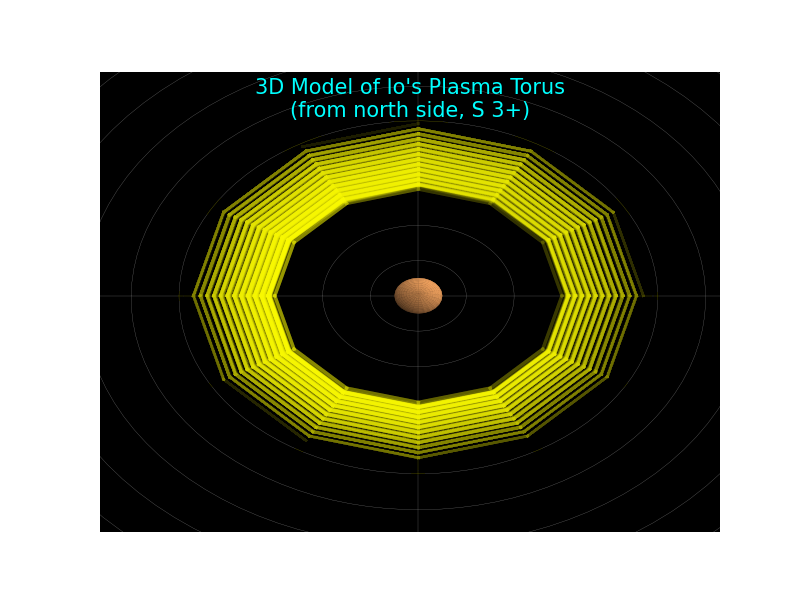 3D Model of Io's Plasma Torus
(from north side, S 3+)